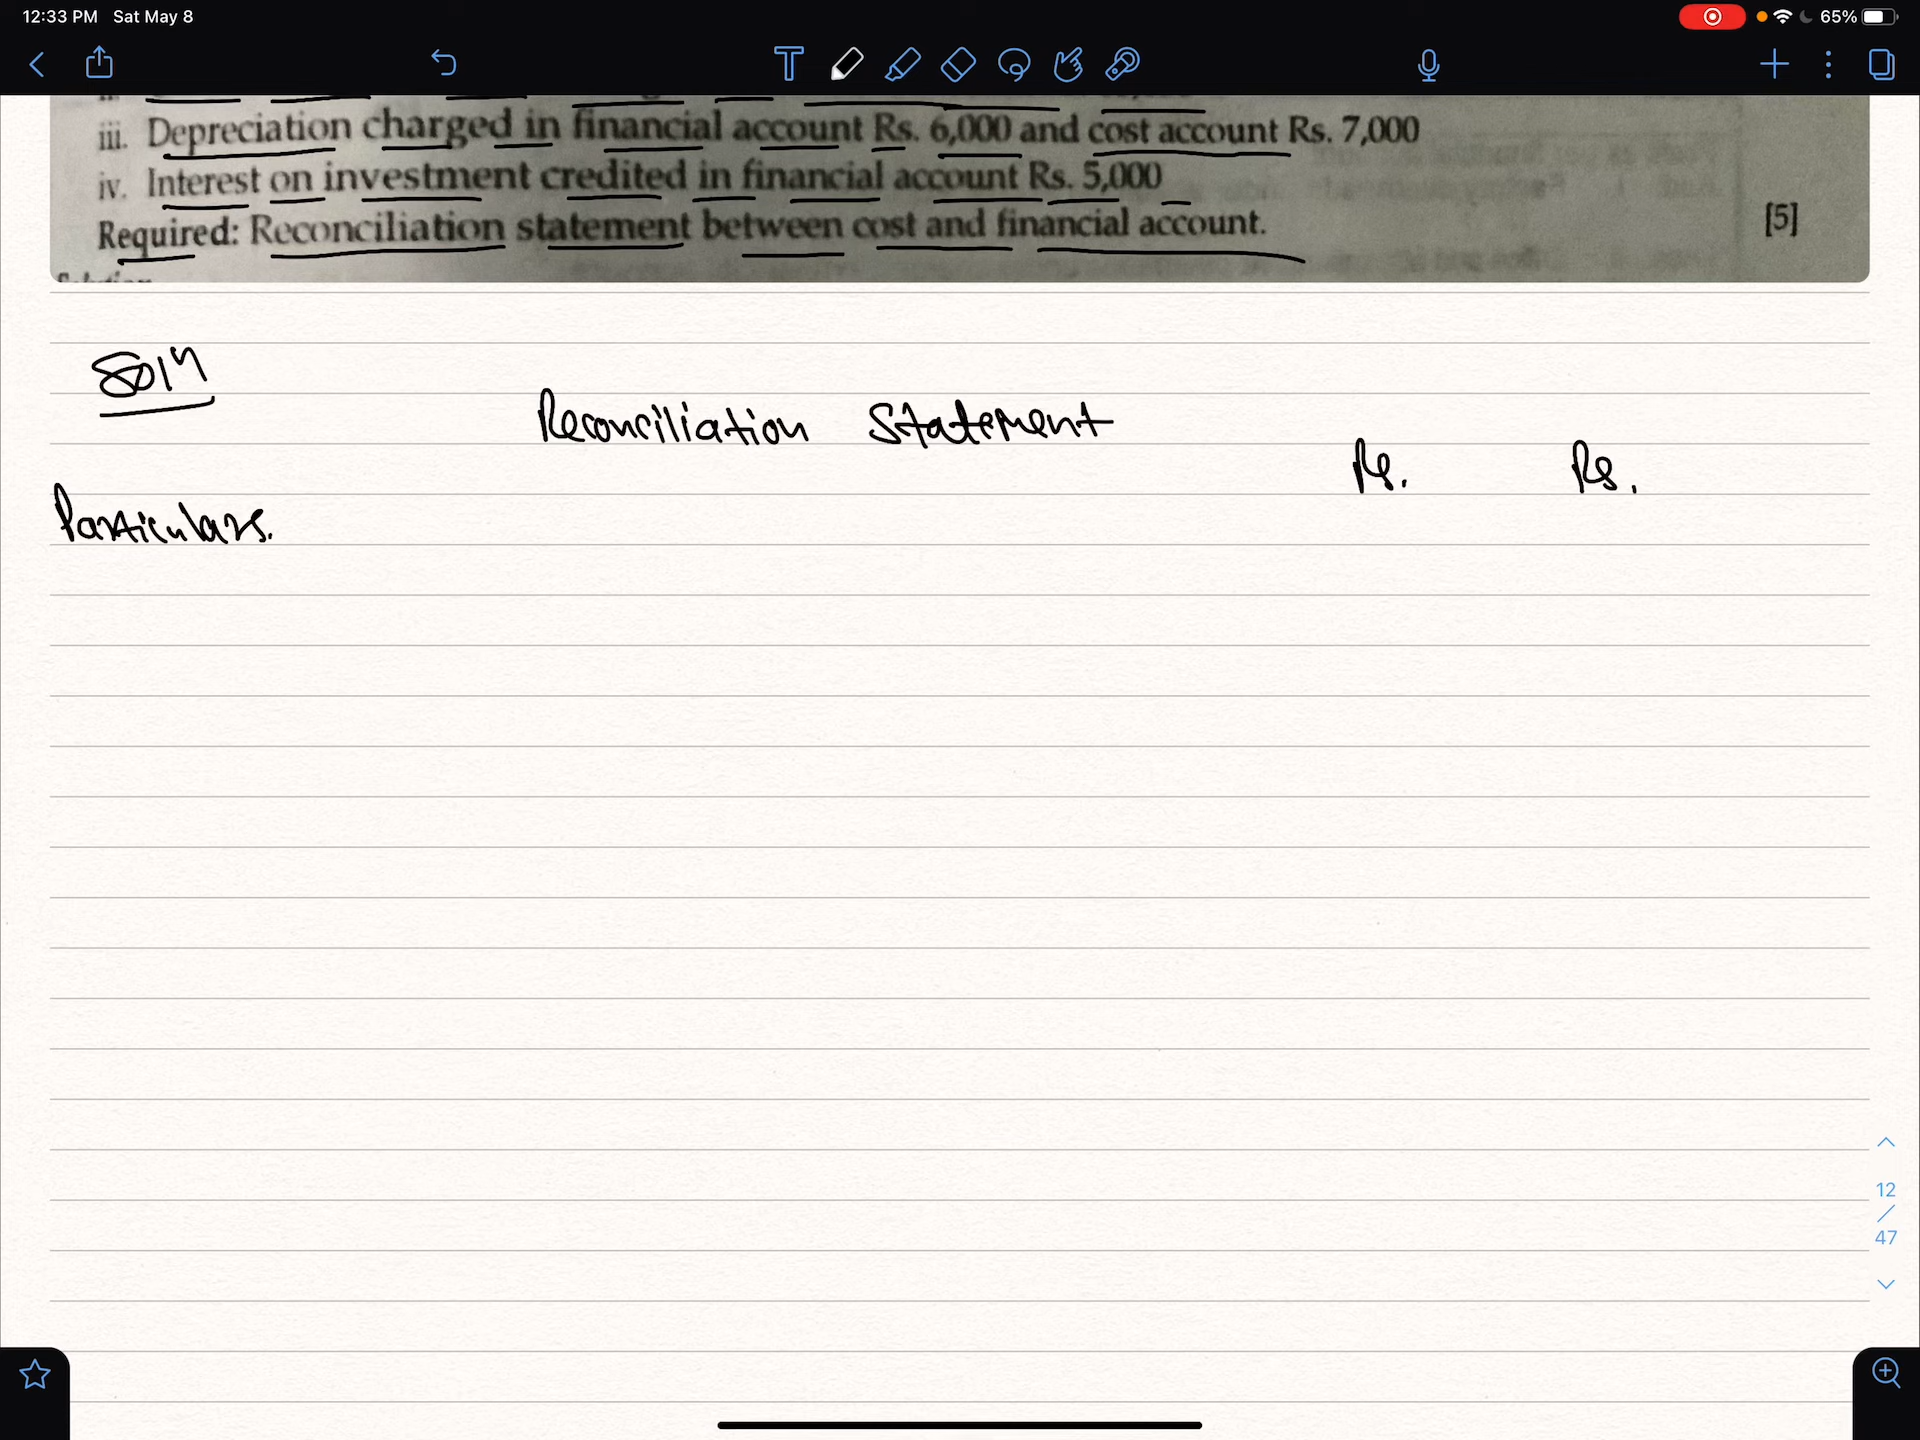 12:33 PM Sat May 8
65%
iii. Depreciation charged in financial account Rs. 6,000 and cost account Rs. 7,000
iv. Interest on investment credited in financial account Rs. 5,000
Required: Reconciliation statement between cost and financial account. [5]
Soln
Reconciliation Statement
Rs. Rs.
Particulars.
12
/
47